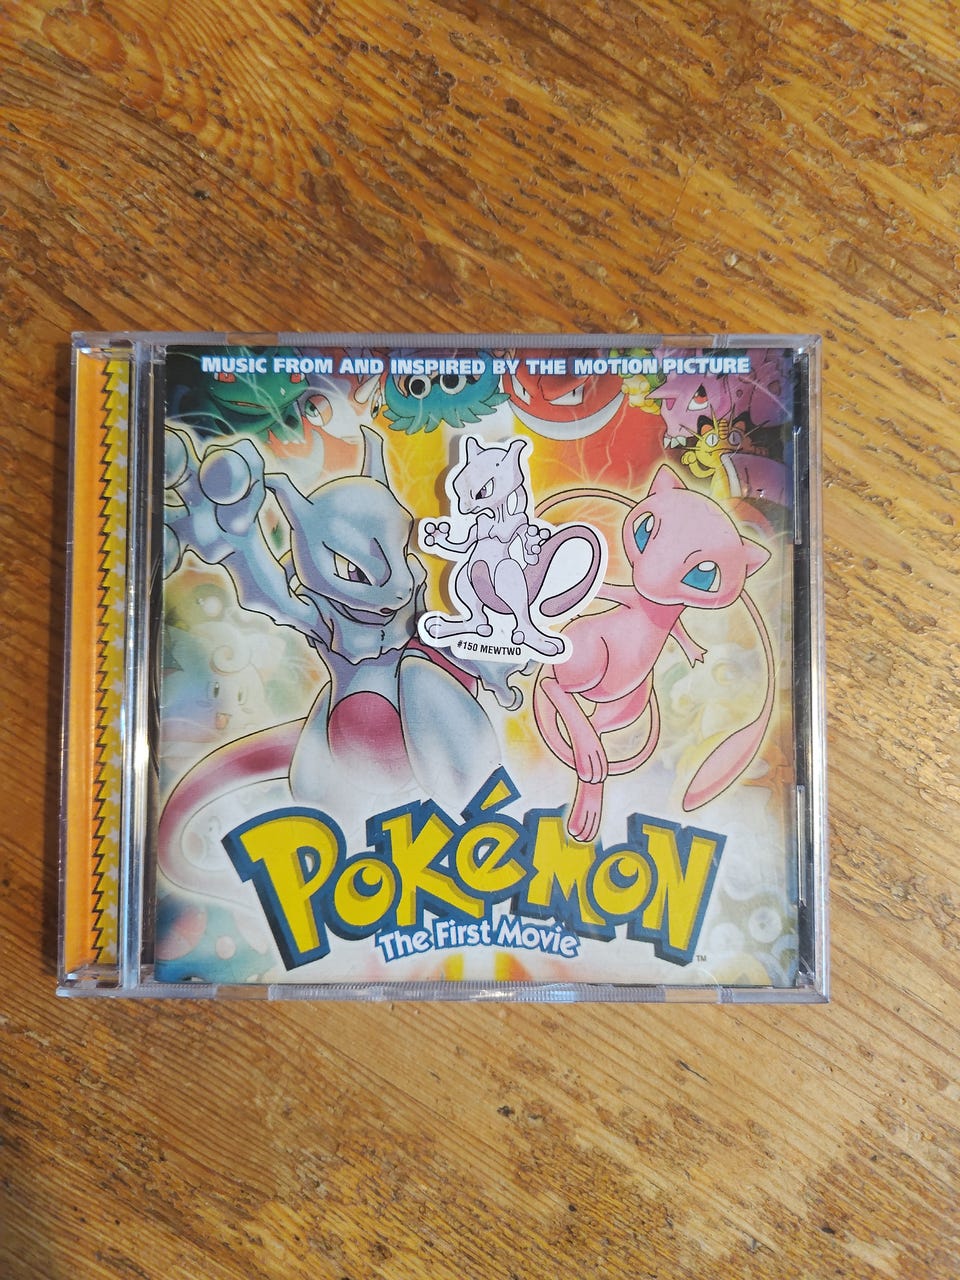 MUSIC FROM AND INSPIRED BY THE MOTION PICTURE
#150 MEWTWO
POKéMON
The First Movie
TM